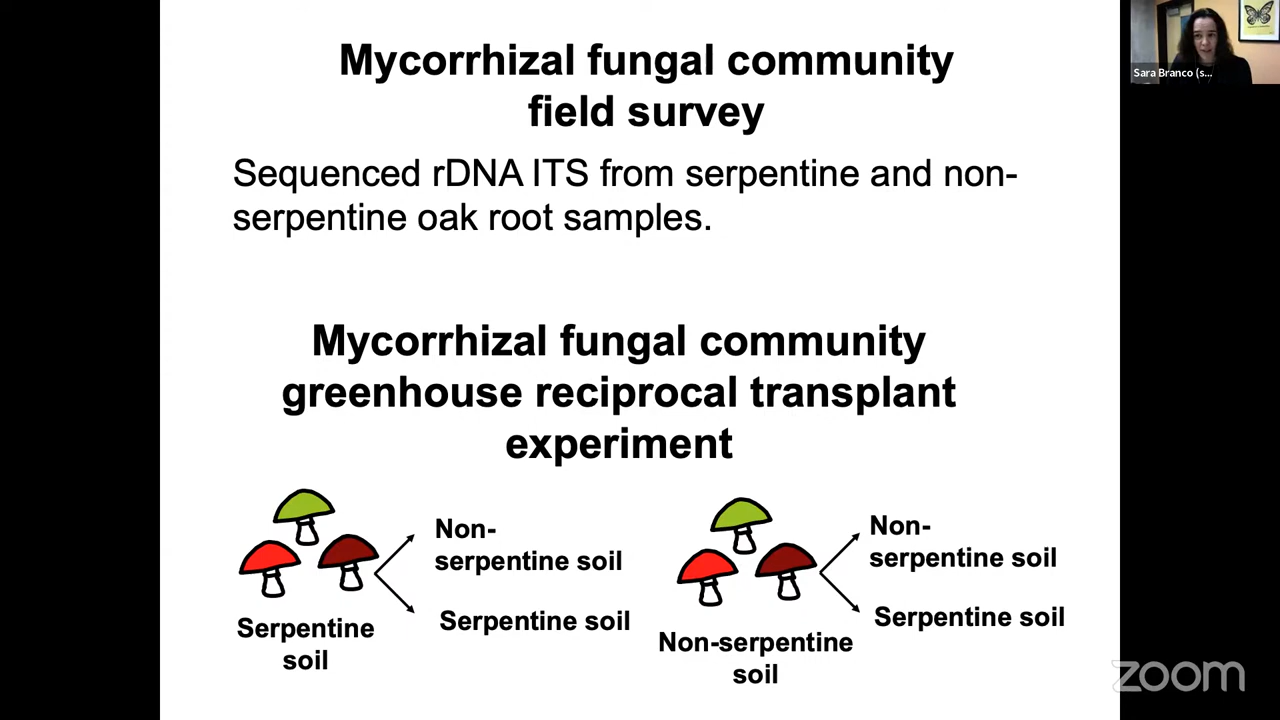 Mycorrhizal fungal community
field survey
Sequenced rDNA ITS from serpentine and non-
serpentine oak root samples.
Mycorrhizal fungal community
greenhouse reciprocal transplant
experiment
Non-
serpentine soil
Serpentine soil
Serpentine
soil
Non-
serpentine soil
Serpentine soil
Non-serpentine
soil
Sara Branco (s...
zoom